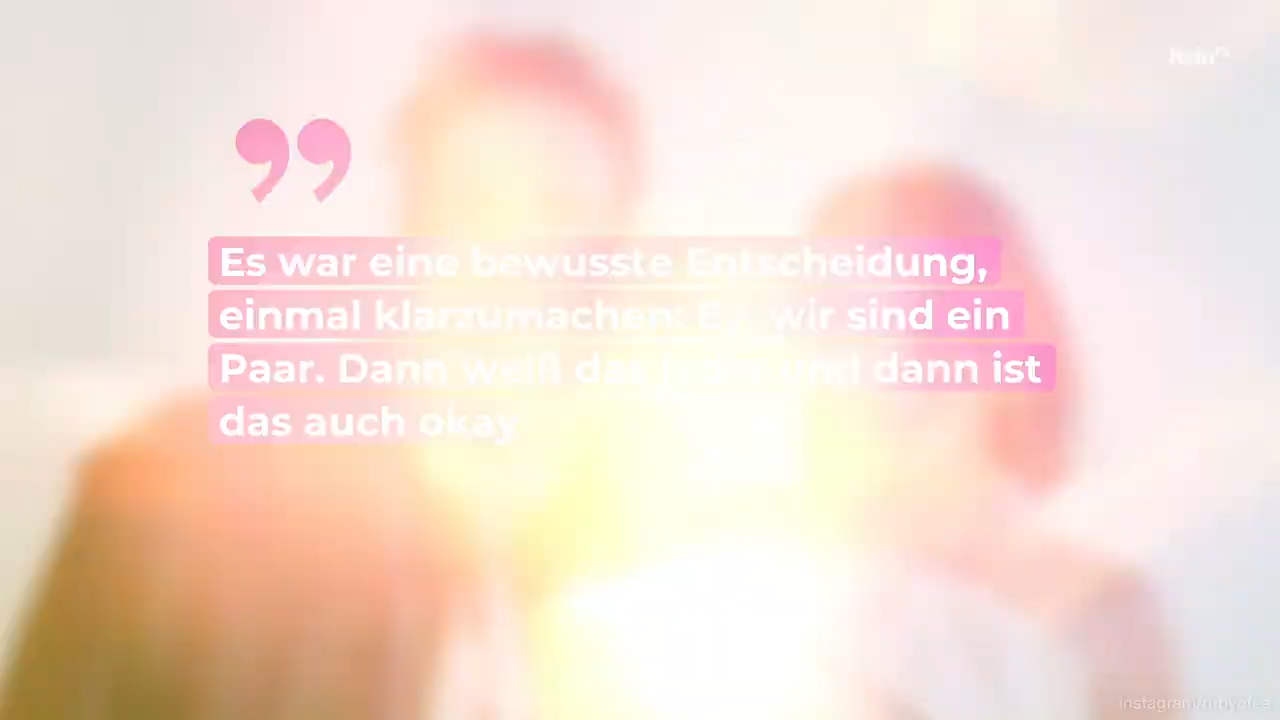 Es war eine bewusste Entscheidung,
einmal klarzumachen: Ey, wir sind ein
Paar. Dann weiß das jeder und dann ist
das auch okay